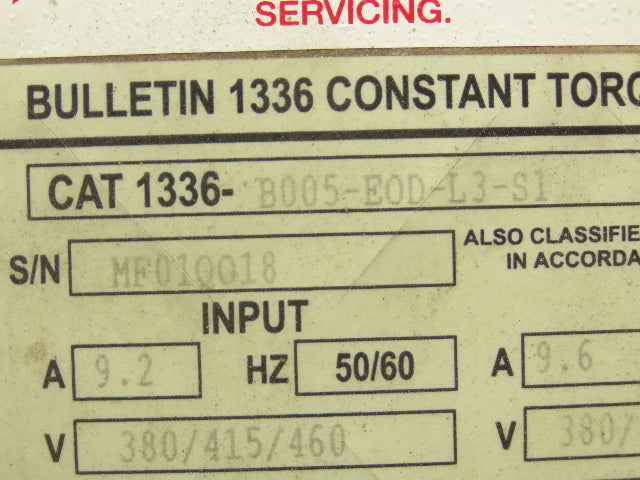 SERVICING.
BULLETIN 1336 CONSTANT TORQ
CAT 1336- B005-EOD-L3-S1
ALSO CLASSIFIE
S/N MF01QO18 IN ACCORDA
INPUT
A 9.2 HZ 50/60 A 9.6
V 380/415/460 V 380/